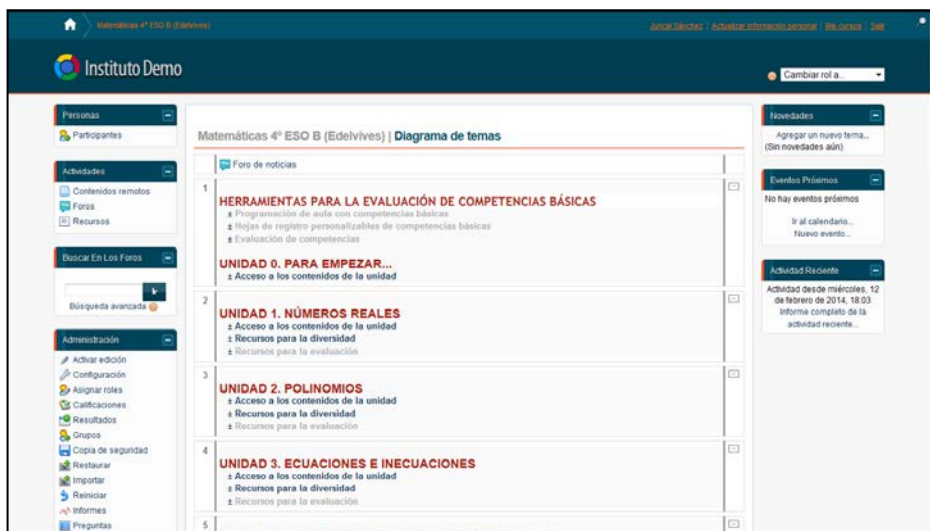 Matemáticas 4º ESO B (Edelvives)
Junical Sánchez | Actualizar información personal | Mis cursos | Salir
Instituto Demo
Cambiar rol a...
Personas
Participantes
Actividades
Contenidos remotos
Foros
Recursos
Buscar En Los Foros
Búsqueda avanzada
Administración
Activar edición
Configuración
Asignar roles
Calificaciones
Resultados
Grupos
Copia de seguridad
Restaurar
Importar
Reiniciar
Informes
Preguntas
Matemáticas 4º ESO B (Edelvives) | Diagrama de temas
Foro de noticias
1
HERRAMIENTAS PARA LA EVALUACIÓN DE COMPETENCIAS BÁSICAS
± Programación de aula con competencias básicas
± Hojas de registro personalizables de competencias básicas
± Evaluación de competencias
UNIDAD 0. PARA EMPEZAR...
± Acceso a los contenidos de la unidad
2
UNIDAD 1. NÚMEROS REALES
± Acceso a los contenidos de la unidad
± Recursos para la diversidad
± Recursos para la evaluación
3
UNIDAD 2. POLINOMIOS
± Acceso a los contenidos de la unidad
± Recursos para la diversidad
± Recursos para la evaluación
4
UNIDAD 3. ECUACIONES E INECUACIONES
± Acceso a los contenidos de la unidad
± Recursos para la diversidad
± Recursos para la evaluación
5
Novedades
Agregar un nuevo tema...
(Sin novedades aún)
Eventos Próximos
No hay eventos próximos
Ir al calendario...
Nuevo evento...
Actividad Reciente
Actividad desde miércoles, 12
de febrero de 2014, 18:03
Informe completo de la
actividad reciente...